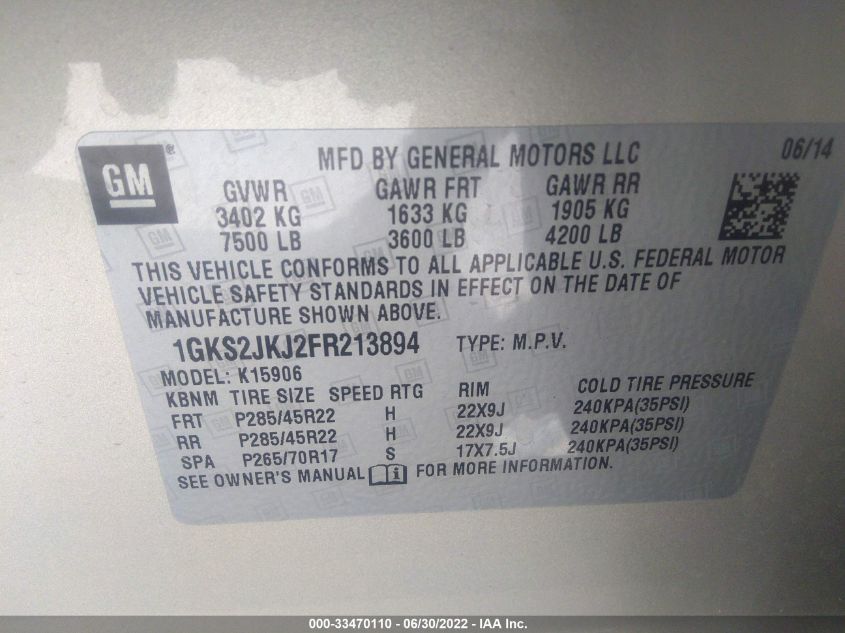 GM
®
MFD BY GENERAL MOTORS LLC 06/14
GVWR GAWR FRT GAWR RR
3402 KG 1633 KG 1905 KG
7500 LB 3600 LB 4200 LB
THIS VEHICLE CONFORMS TO ALL APPLICABLE U.S. FEDERAL MOTOR
VEHICLE SAFETY STANDARDS IN EFFECT ON THE DATE OF
MANUFACTURE SHOWN ABOVE.
1GKS2JKJ2FR213894 TYPE: M.P.V.
MODEL: K15906
KBNM TIRE SIZE SPEED RTG RIM COLD TIRE PRESSURE
FRT P285/45R22 H 22X9J 240KPA(35PSI)
RR P285/45R22 H 22X9J 240KPA(35PSI)
SPA P265/70R17 S 17X7.5J 240KPA(35PSI)
SEE OWNER'S MANUAL i FOR MORE INFORMATION.
000-33470110 - 06/30/2022 - IAA Inc.